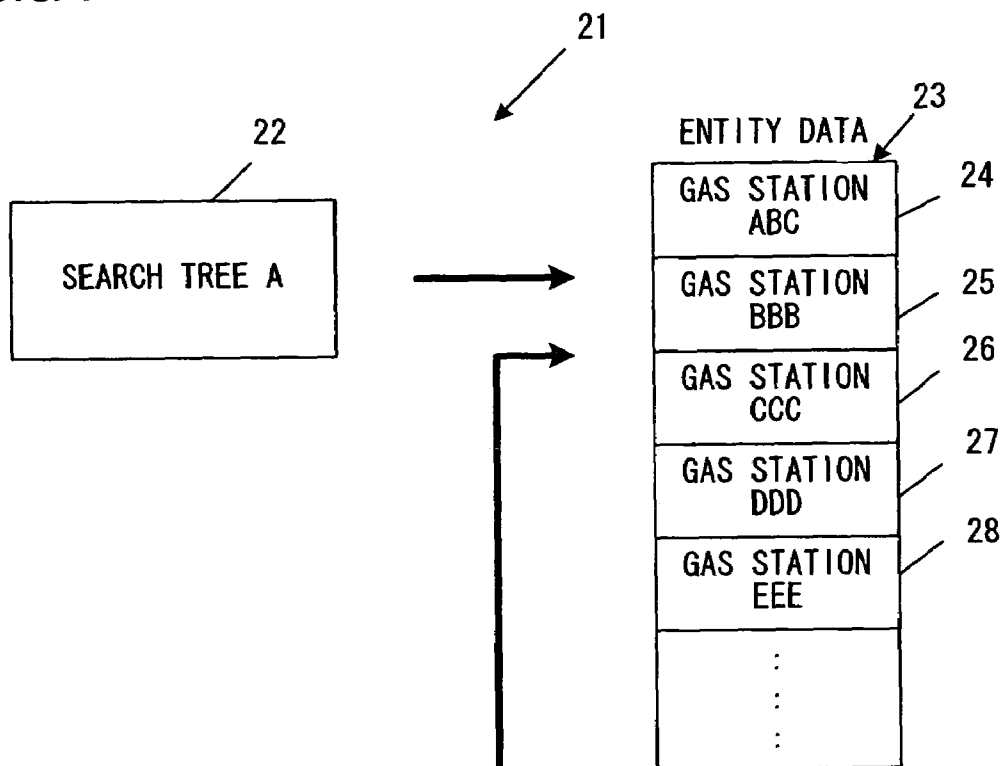 21
22
SEARCH TREE A
ENTITY DATA
23
GAS STATION
ABC
24
GAS STATION
BBB
25
GAS STATION
CCC
26
GAS STATION
DDD
27
GAS STATION
EEE
28